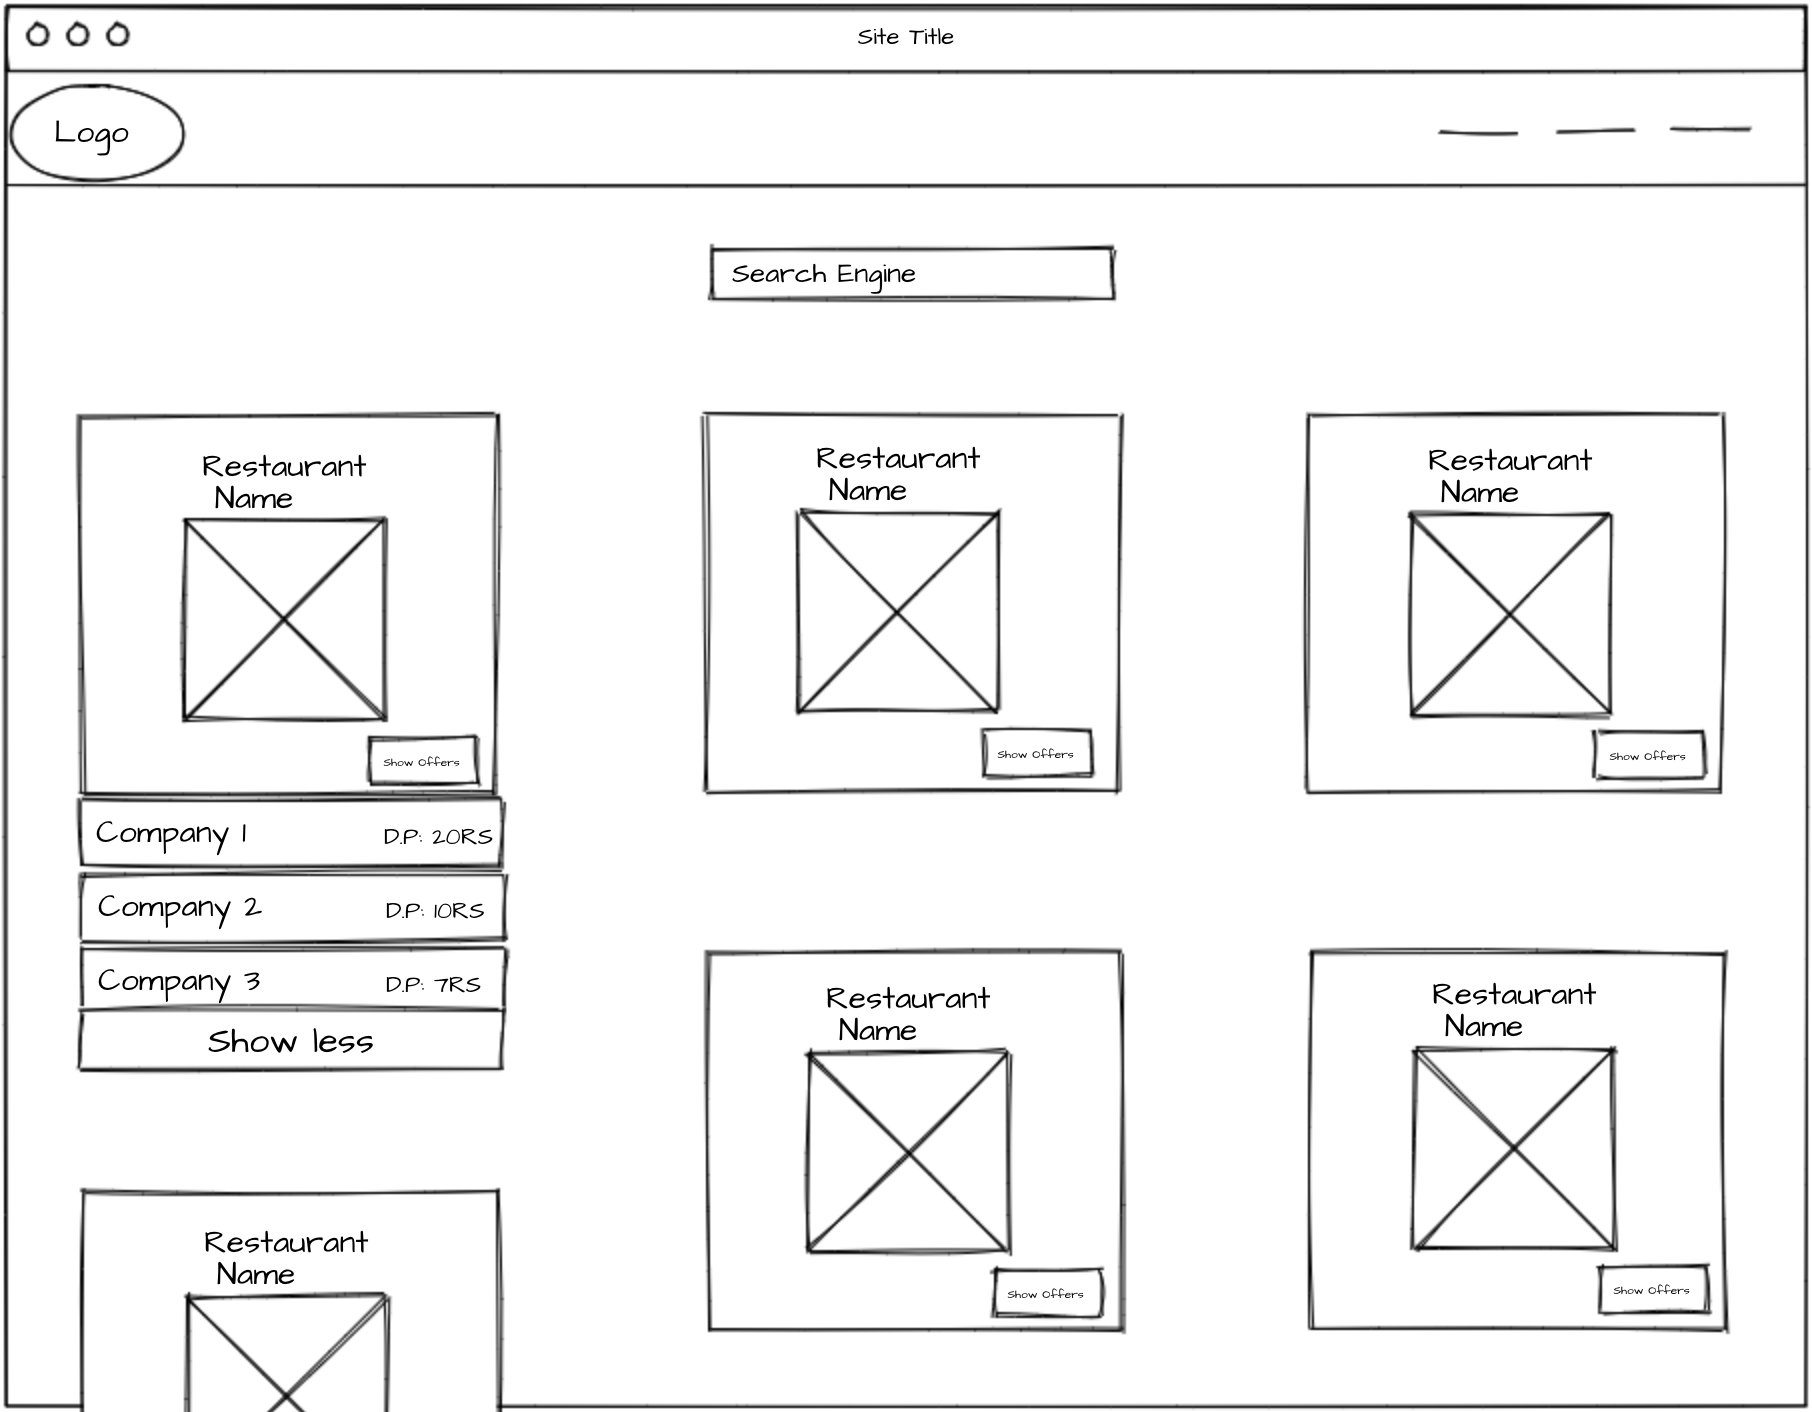 Site Title
Logo
Search Engine
Restaurant
Name
Show Offers
Restaurant
Name
Show Offers
Restaurant
Name
Show Offers
Company 1 D.P: 20RS
Company 2 D.P: 10RS
Company 3 D.P: 7RS
Show less
Restaurant
Name
Show Offers
Restaurant
Name
Show Offers
Restaurant
Name